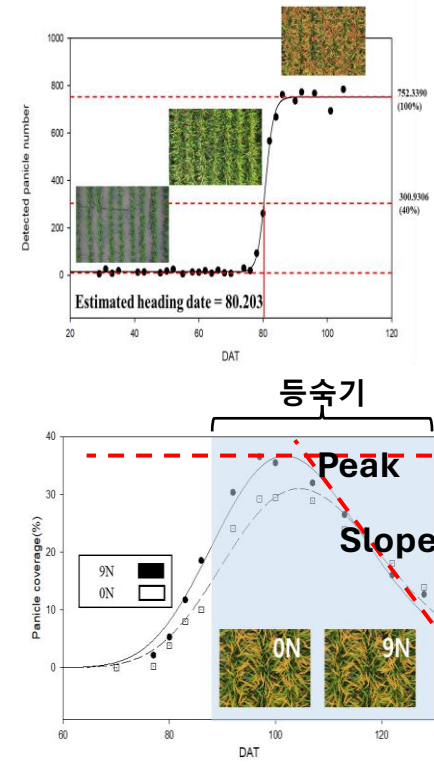 1000
800
600
400
200
0
Detected panicle number
752.3390
(100%)
300.9306
(40%)
Estimated heading date = 80.203
20 40 60 80 100 120
DAT
등숙기
40
30
20
10
0
Panicle coverage(%)
Peak
Slope
9N
0N
0N 9N
60 80 100 120
DAT